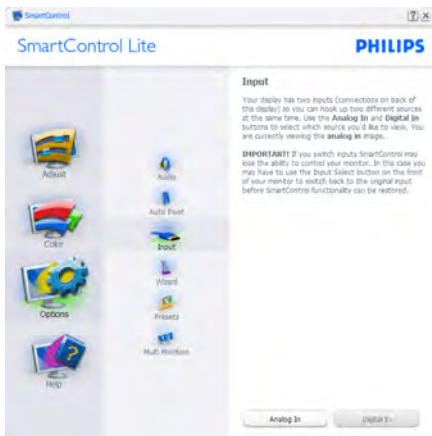 SmartControl
SmartControl Lite
PHILIPS
Adjust
Color
Options
Help
Audio
Auto Pivot
Input
Wizard
Presets
Multi Monitors
Input
Your display has two inputs (connections on back of
this display) so you can hook up two different sources
at the same time. Use the Analog In and Digital In
buttons to select which source you'd like to view. You
are currently viewing the analog in image.
IMPORTANT! If you switch inputs SmartControl may
lose the ability to control your monitor. In this case you
may have to use the Input Select button on the front
of your monitor to switch back to the original input
before SmartControl functionality can be restored.
Analog In
Digital In